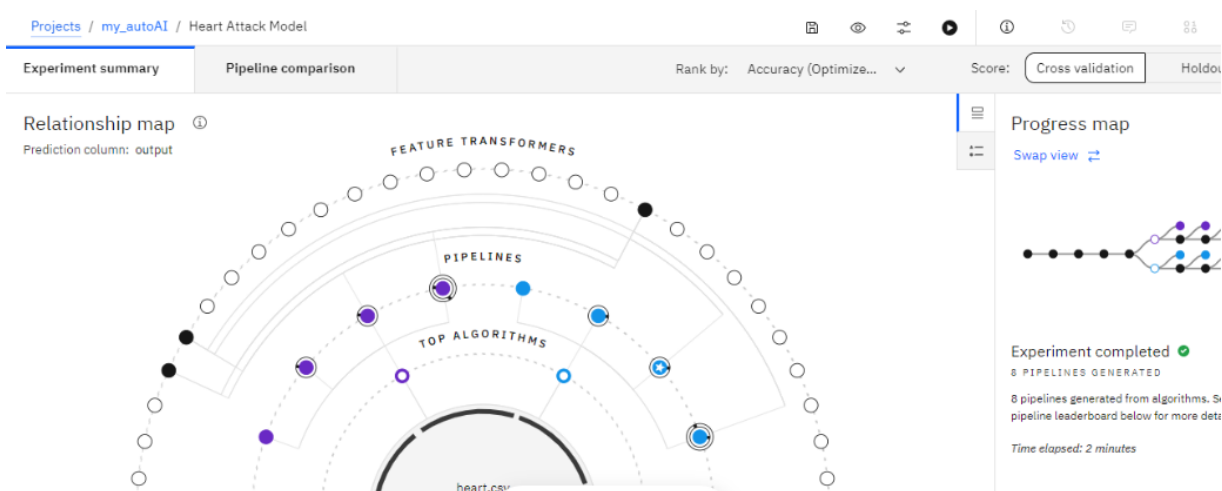 Projects / my_autoAI / Heart Attack Model
Experiment summary
Pipeline comparison
Rank by: Accuracy (Optimize...
Score: Cross validation Holdou
Relationship map
Prediction column: output
FEATURE TRANSFORMERS
PIPELINES
TOP ALGORITHMS
heart.csv
Progress map
Swap view
Experiment completed
8 PIPELINES GENERATED
8 pipelines generated from algorithms. Se
pipeline leaderboard below for more deta
Time elapsed: 2 minutes